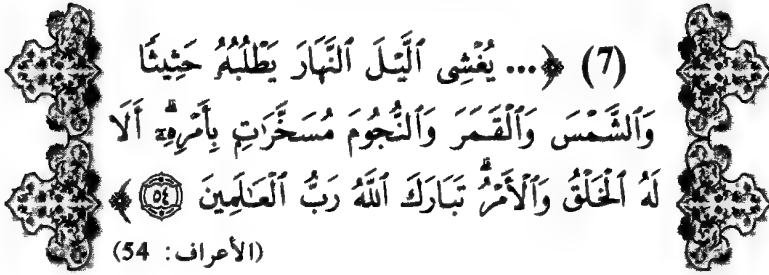 (7) ﴿... يُغْشِى ٱلَّيْلَ ٱلنَّهَارَ يَطْلُبُهُۥ حَثِيثًا
وَٱلشَّمْسَ وَٱلْقَمَرَ وَٱلنُّجُومَ مُسَخَّرَٰتٍۭ بِأَمْرِهِۦٓ ۗ أَلَا
لَهُ ٱلْخَلْقُ وَٱلْأَمْرُ ۗ تَبَارَكَ ٱللَّهُ رَبُّ ٱلْعَـٰلَمِينَ ٥٤ ﴾
(الأعراف: 54)